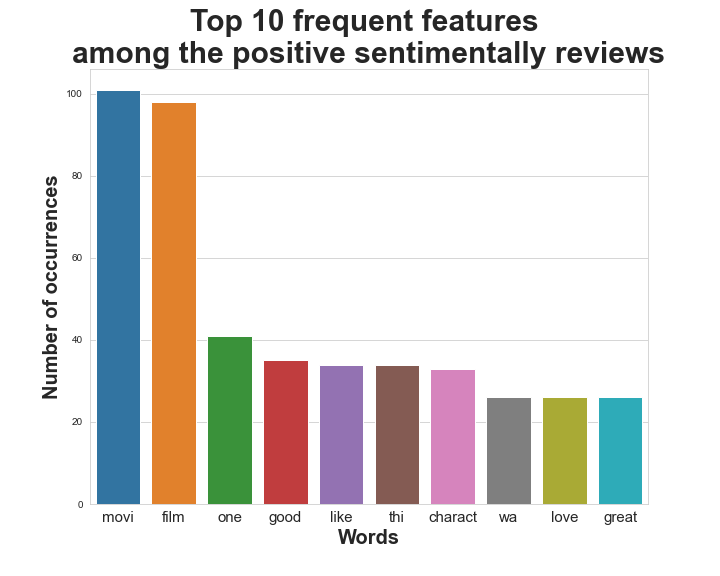 Top 10 frequent features
among the positive sentimentally reviews
Number of occurrences
100
80
60
40
20
0
movi film one good like thi charact wa love great
Words